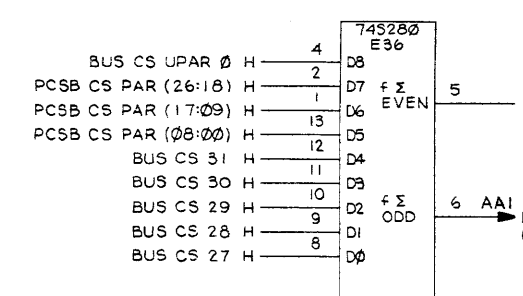 74S28Ø
E36
BUS CS UPAR Ø H 4 D8
PCSB CS PAR (26:18) H 2 D7 f Σ 5
PCSB CS PAR (17:Ø9) H 1 D6 EVEN
PCSB CS PAR (Ø8:ØØ) H 13 D5
BUS CS 31 H 12 D4
BUS CS 30 H 11 D3
BUS CS 29 H 10 D2 f Σ 6 AA1
BUS CS 28 H 9 D1 ODD
BUS CS 27 H 8 DØ